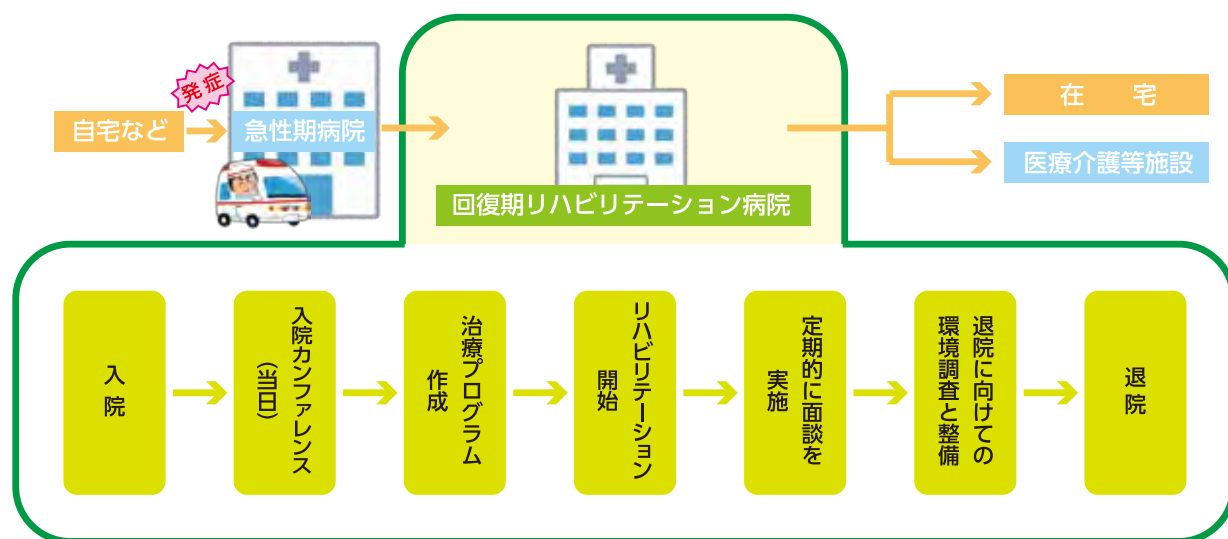 発症
自宅など
急性期病院
回復期リハビリテーション病院
在　宅
医療介護等施設
入院
入院カンファレンス
(当日)
治療プログラム
作成
リハビリテーション
開始
定期的に面談を
実施
退院に向けての
環境調査と整備
退院